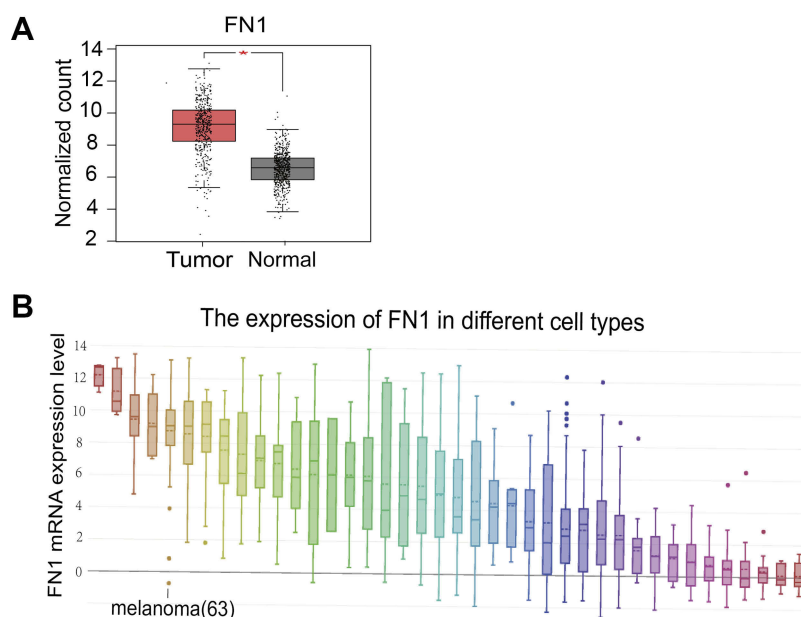 A
FN1
Normalized count
14
12
10
8
6
4
2
*
Tumor Normal
B
The expression of FN1 in different cell types
FN1 mRNA expression level
14
12
10
8
6
4
2
0
melanoma(63)